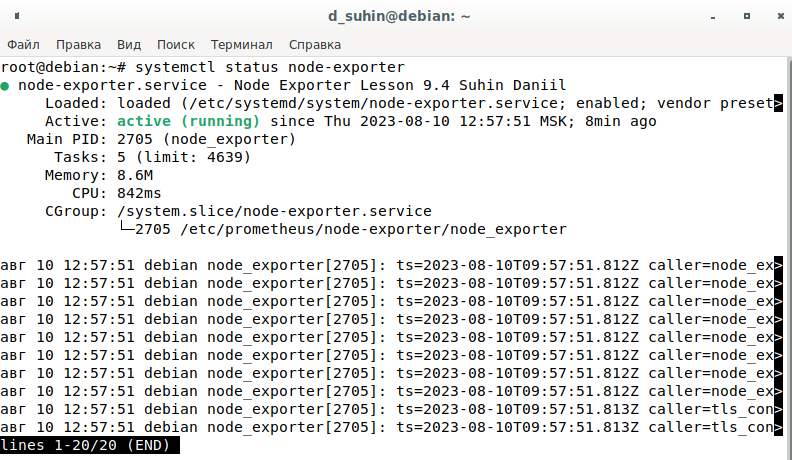 d_suhin@debian: ~
Файл Правка Вид Поиск Терминал Справка
root@debian:~# systemctl status node-exporter
● node-exporter.service - Node Exporter Lesson 9.4 Suhin Daniil
     Loaded: loaded (/etc/systemd/system/node-exporter.service; enabled; vendor preset>
     Active: active (running) since Thu 2023-08-10 12:57:51 MSK; 8min ago
   Main PID: 2705 (node_exporter)
      Tasks: 5 (limit: 4639)
     Memory: 8.6M
        CPU: 842ms
     CGroup: /system.slice/node-exporter.service
             └─2705 /etc/prometheus/node-exporter/node_exporter
авг 10 12:57:51 debian node_exporter[2705]: ts=2023-08-10T09:57:51.812Z caller=node_ex>
авг 10 12:57:51 debian node_exporter[2705]: ts=2023-08-10T09:57:51.812Z caller=node_ex>
авг 10 12:57:51 debian node_exporter[2705]: ts=2023-08-10T09:57:51.812Z caller=node_ex>
авг 10 12:57:51 debian node_exporter[2705]: ts=2023-08-10T09:57:51.812Z caller=node_ex>
авг 10 12:57:51 debian node_exporter[2705]: ts=2023-08-10T09:57:51.812Z caller=node_ex>
авг 10 12:57:51 debian node_exporter[2705]: ts=2023-08-10T09:57:51.812Z caller=node_ex>
авг 10 12:57:51 debian node_exporter[2705]: ts=2023-08-10T09:57:51.812Z caller=node_ex>
авг 10 12:57:51 debian node_exporter[2705]: ts=2023-08-10T09:57:51.812Z caller=node_ex>
авг 10 12:57:51 debian node_exporter[2705]: ts=2023-08-10T09:57:51.813Z caller=tls_con>
авг 10 12:57:51 debian node_exporter[2705]: ts=2023-08-10T09:57:51.813Z caller=tls_con>
lines 1-20/20 (END)